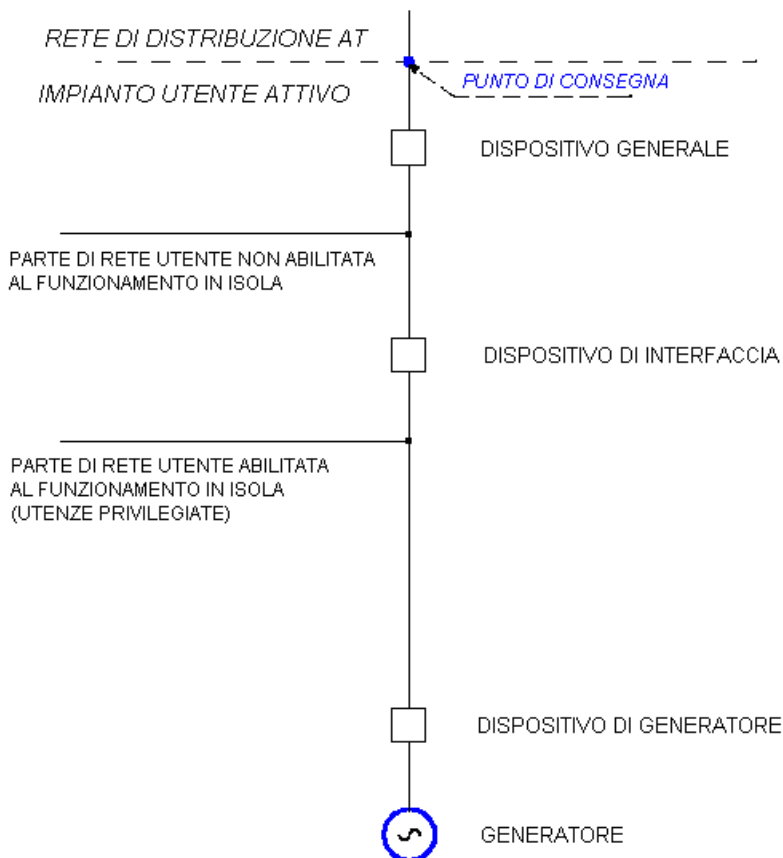 RETE DI DISTRIBUZIONE AT
PUNTO DI CONSEGNA
IMPIANTO UTENTE ATTIVO
DISPOSITIVO GENERALE
PARTE DI RETE UTENTE NON ABILITATA
AL FUNZIONAMENTO IN ISOLA
DISPOSITIVO DI INTERFACCIA
PARTE DI RETE UTENTE ABILITATA
AL FUNZIONAMENTO IN ISOLA
(UTENZE PRIVILEGIATE)
DISPOSITIVO DI GENERATORE
GENERATORE